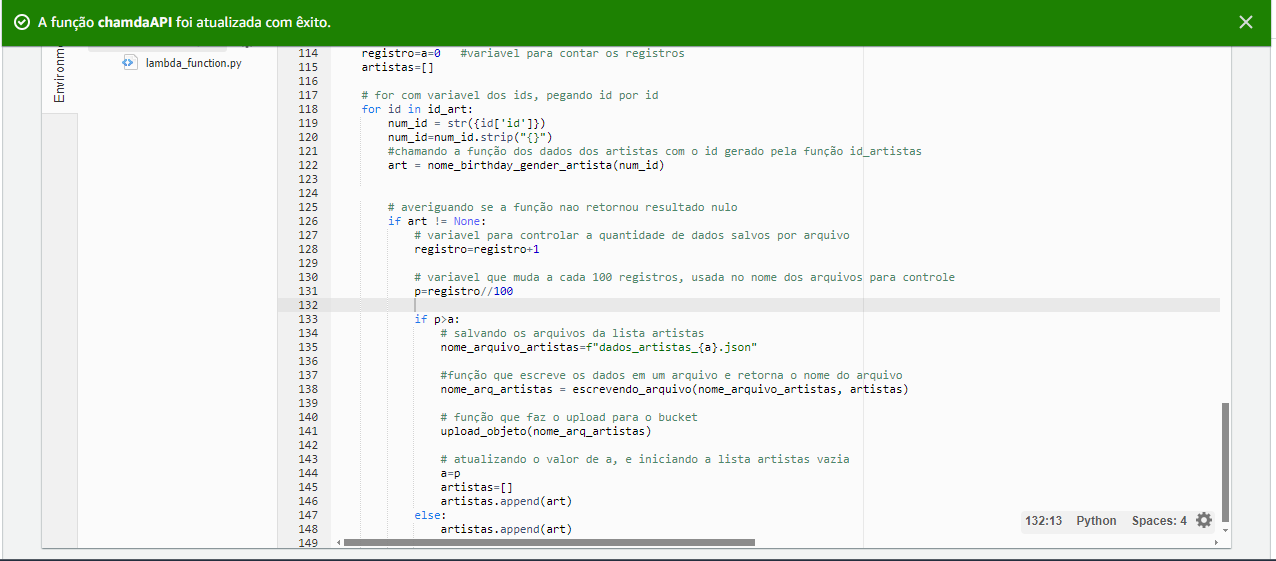 A função chamdaAPI foi atualizada com êxito.
Environme
lambda_function.py
114 registro=a=0 #variavel para contar os registros
115 artistas=[]
116
117 # for com variavel dos ids, pegando id por id
118 for id in id_art:
119 num_id = str({id['id']})
120 num_id=num_id.strip("{}")
121 #chamando a função dos dados dos artistas com o id gerado pela função id_artistas
122 art = nome_birthday_gender_artista(num_id)
123
124
125 # averiguando se a função nao retornou resultado nulo
126 if art != None:
127 # variavel para controlar a quantidade de dados salvos por arquivo
128 registro=registro+1
129
130 # variavel que muda a cada 100 registros, usada no nome dos arquivos para controle
131 p=registro//100
132
133 if p>a:
134 # salvando os arquivos da lista artistas
135 nome_arquivo_artistas=f"dados_artistas_{a}.json"
136
137 #função que escreve os dados em um arquivo e retorna o nome do arquivo
138 nome_arq_artistas = escrevendo_arquivo(nome_arquivo_artistas, artistas)
139
140 # função que faz o upload para o bucket
141 upload_objeto(nome_arq_artistas)
142
143 # atualizando o valor de a, e iniciando a lista artistas vazia
144 a=p
145 artistas=[]
146 artistas.append(art)
147 else:
148 artistas.append(art)
149
132:13 Python Spaces: 4